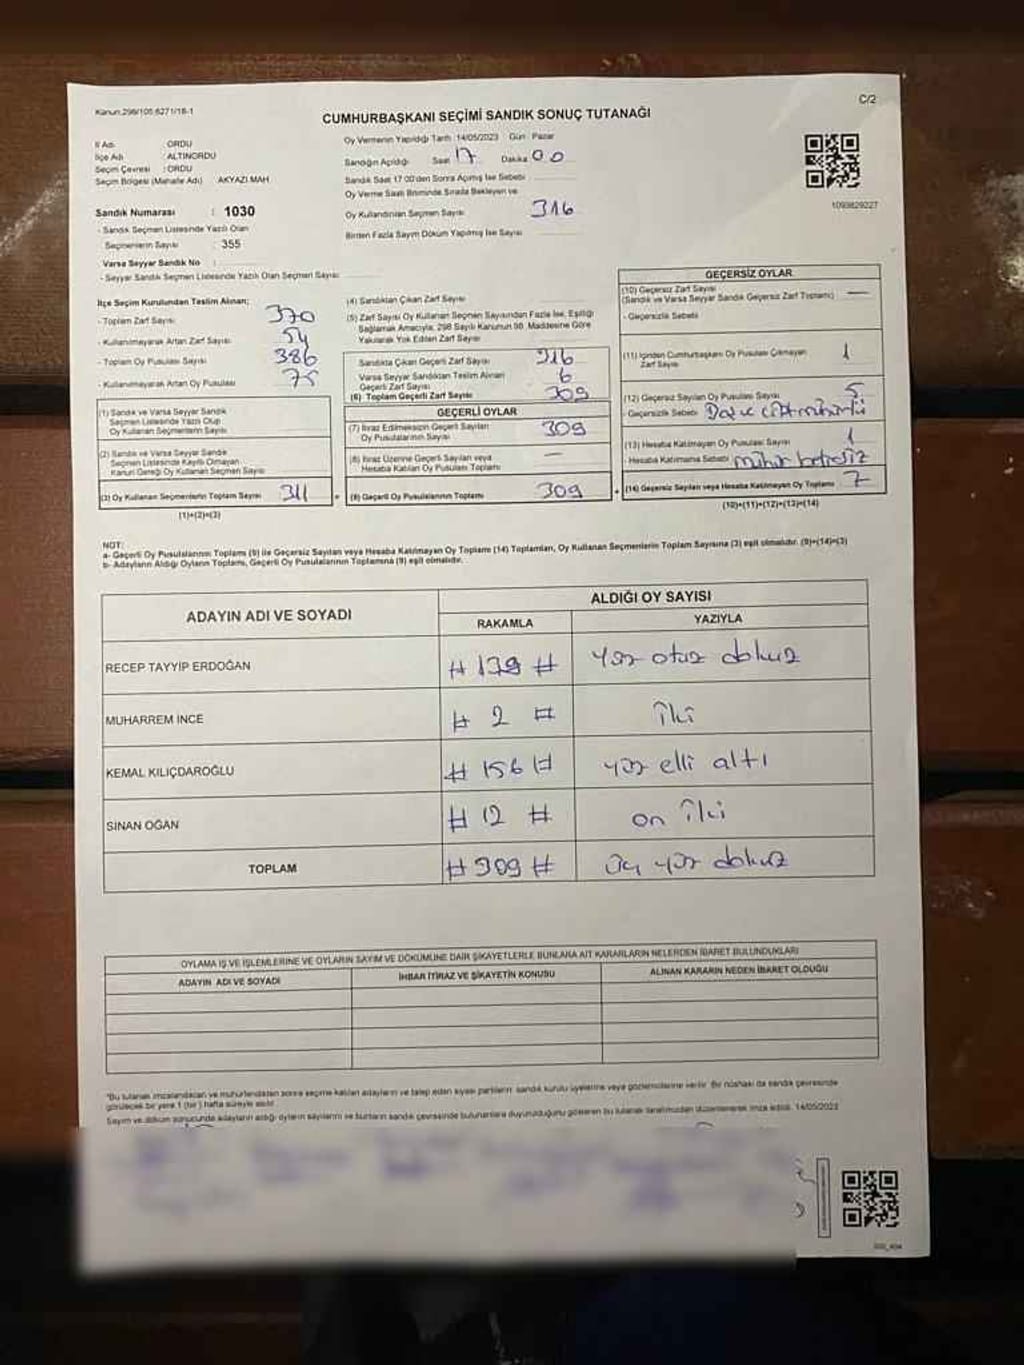 Kanun:298/105;6271/18-1
C/2
CUMHURBAŞKANI SEÇİMİ SANDIK SONUÇ TUTANAĞI
İl Adı : ORDU
İlçe Adı : ALTINORDU
Seçim Çevresi : ORDU
Seçim Bölgesi (Mahalle Adı) AKYAZI MAH
Sandık Numarası : 1030
- Sandık Seçmen Listesinde Yazılı Olan
Seçmenlerin Sayısı : 355
Varsa Seyyar Sandık No :
- Seyyar Sandık Seçmen Listesinde Yazılı Olan Seçmen Sayısı:
Oy Vermenin Yapıldığı Tarih :14/05/2023 Gün : Pazar
Sandığın Açıldığı Saat 17 Dakika 00
Sandık Saat 17:00'den Sonra Açılmış İse Sebebi
Oy Verme Saati Bitiminde Sırada Bekleyen ve
Oy Kullandırılan Seçmen Sayısı 316
Birden Fazla Sayım Döküm Yapılmış İse Sayısı
1093829227
İlçe Seçim Kurulundan Teslim Alınan;
- Toplam Zarf Sayısı : 370
- Kullanılmayarak Artan Zarf Sayısı : 54
- Toplam Oy Pusulası Sayısı : 386
- Kullanılmayarak Artan Oy Pusulası : 75
(1) Sandık ve Varsa Seyyar Sandık
Seçmen Listesinde Yazılı Olup
Oy Kullanan Seçmenlerin Sayısı
(2) Sandık ve Varsa Seyyar Sandık
Seçmen Listesinde Kayıtlı Olmayan
Kanun Gereği Oy Kullanan Seçmen Sayısı
(3) Oy Kullanan Seçmenlerin Toplam Sayısı 311
(1)+(2)=(3)
(4) Sandıktan Çıkan Zarf Sayısı
(5) Zarf Sayısı Oy Kullanan Seçmen Sayısından Fazla İse, Eşitliği
Sağlamak Amacıyla, 298 Sayılı Kanunun 98. Maddesine Göre
Yakılarak Yok Edilen Zarf Sayısı
Sandıkta Çıkan Geçerli Zarf Sayısı 316
Varsa Seyyar Sandıktan Teslim Alınan
Geçerli Zarf Sayısı 6
(6) Toplam Geçerli Zarf Sayısı 309
GEÇERLİ OYLAR
(7) İtiraz Edilmeksizin Geçerli Sayılan
Oy Pusulalarının Sayısı 309
(8) İtiraz Üzerine Geçerli Sayılan veya
Hesaba Katılan Oy Pusulası Toplamı —
(9) Geçerli Oy Pusulalarının Toplamı 309
GEÇERSİZ OYLAR
(10) Geçersiz Zarf Sayısı
(Sandık ve Varsa Seyyar Sandık Geçersiz Zarf Toplamı) —
- Geçersizlik Sebebi
(11) İçinden Cumhurbaşkanı Oy Pusulası Çıkmayan
Zarf Sayısı 1
(12) Geçersiz Sayılan Oy Pusulası Sayısı 5
- Geçersizlik Sebebi çift mühürlü
(13) Hesaba Katılmayan Oy Pusulası Sayısı 1
- Hesaba Katılmama Sebebi mühür
(14) Geçersiz Sayılan veya Hesaba Katılmayan Oy Toplamı 7
(10)+(11)+(12)+(13)=(14)
NOT:
a- Geçerli Oy Pusulalarının Toplamı (9) ile Geçersiz Sayılan veya Hesaba Katılmayan Oy Toplamı (14) Toplamları, Oy Kullanan Seçmenlerin Toplam Sayısına (3) eşit olmalıdır. (9)+(14)=(3)
b- Adayların Aldığı Oyların Toplamı, Geçerli Oy Pusulalarının Toplamına (9) eşit olmalıdır.
ADAYIN ADI VE SOYADI
ALDIĞI OY SAYISI
RAKAMLA YAZIYLA
RECEP TAYYİP ERDOĞAN # 139 # yüz otuz dokuz
MUHARREM İNCE # 2 # iki
KEMAL KILIÇDAROĞLU # 156 # yüz elli altı
SİNAN OĞAN # 12 # on iki
TOPLAM # 309 # üç yüz dokuz
OYLAMA İŞ VE İŞLEMLERİNE VE OYLARIN SAYIM VE DÖKÜMÜNE DAİR ŞİKAYETLERLE BUNLARA AİT KARARLARIN NELERDEN İBARET BULUNDUKLARI
ADAYIN ADI VE SOYADI İHBAR İTİRAZ VE ŞİKAYETİN KONUSU ALINAN KARARIN NEDEN İBARET OLDUĞU
*Bu tutanak imzalandıktan ve mühürlendikten sonra seçime katılan adayların ve talep eden siyasi partilerin sandık kurulu üyelerine veya gözlemcilerine verilir. Bir nüshası da sandık çevresinde
görülecek bir yere 1 (bir) hafta süreyle asılır.
Sayım ve döküm sonucunda adayların aldığı oyların sayılarını ve bunların sandık çevresinde bulunanlara duyurulduğunu gösteren bu tutanak tarafımızdan düzenlenerek imza edildi. 14/05/2023